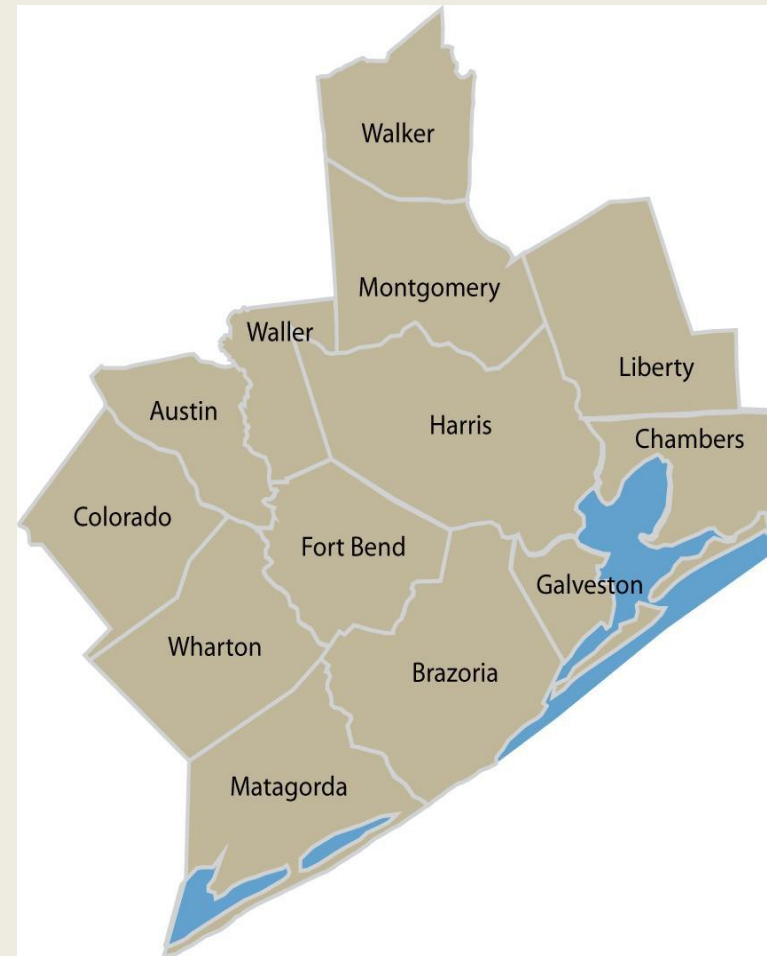 Walker
Montgomery
Waller
Liberty
Austin
Harris
Chambers
Colorado
Fort Bend
Galveston
Wharton
Brazoria
Matagorda